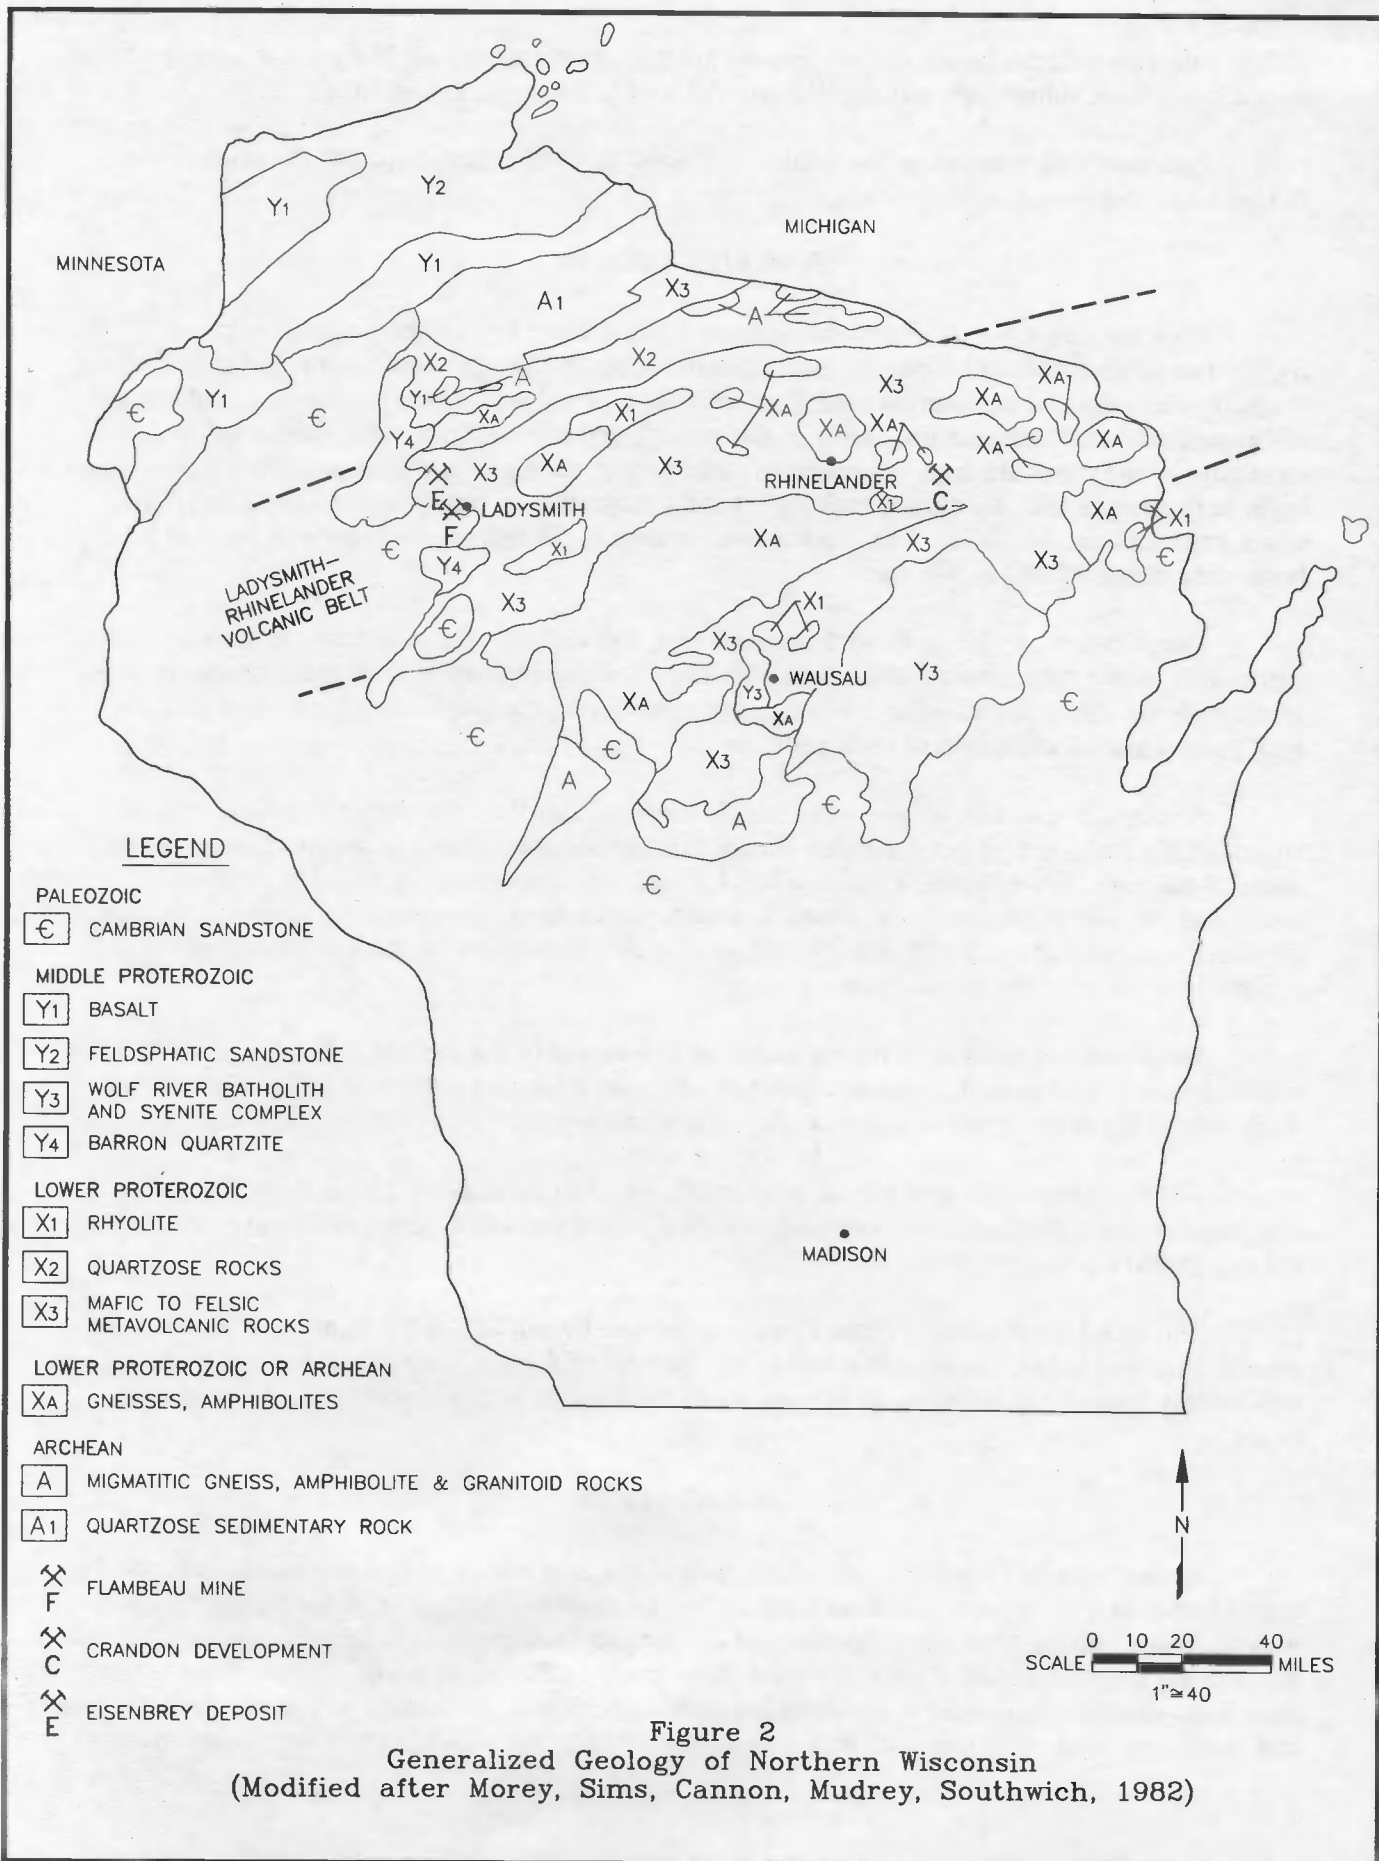 MICHIGAN
MINNESOTA
Y2
Y1
Y1
A1
X3
A
X2
X2
A
Y1
Y1
Є
Є
XA
X1
XA
XA
X3
XA
XA
XA
XA
XA
Y4
X3
XA
X3
RHINELANDER
E
LADYSMITH
F
X1
C
XA
X1
Є
Y4
X1
XA
X3
X3
Є
LADYSMITH–
RHINELANDER
VOLCANIC BELT
X3
Є
X1
X3
WAUSAU
Y3
Y3
XA
XA
Є
Є
Є
X3
A
Є
A
Є
LEGEND
PALEOZOIC
Є CAMBRIAN SANDSTONE
MIDDLE PROTEROZOIC
Y1 BASALT
Y2 FELDSPHATIC SANDSTONE
Y3 WOLF RIVER BATHOLITH
AND SYENITE COMPLEX
Y4 BARRON QUARTZITE
LOWER PROTEROZOIC
X1 RHYOLITE
X2 QUARTZOSE ROCKS
X3 MAFIC TO FELSIC
METAVOLCANIC ROCKS
LOWER PROTEROZOIC OR ARCHEAN
XA GNEISSES, AMPHIBOLITES
ARCHEAN
A MIGMATITIC GNEISS, AMPHIBOLITE & GRANITOID ROCKS
A1 QUARTZOSE SEDIMENTARY ROCK
F FLAMBEAU MINE
C CRANDON DEVELOPMENT
E EISENBREY DEPOSIT
MADISON
N
0 10 20 40
SCALE MILES
1"≅40
Figure 2
Generalized Geology of Northern Wisconsin
(Modified after Morey, Sims, Cannon, Mudrey, Southwich, 1982)